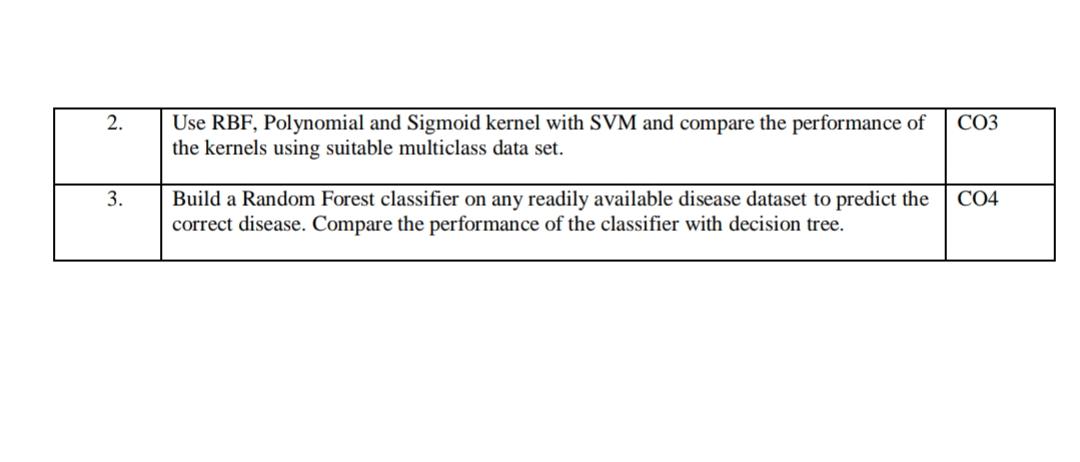 2. Use RBF, Polynomial and Sigmoid kernel with SVM and compare the performance of CO3
the kernels using suitable multiclass data set.
3. Build a Random Forest classifier on any readily available disease dataset to predict the CO4
correct disease. Compare the performance of the classifier with decision tree.